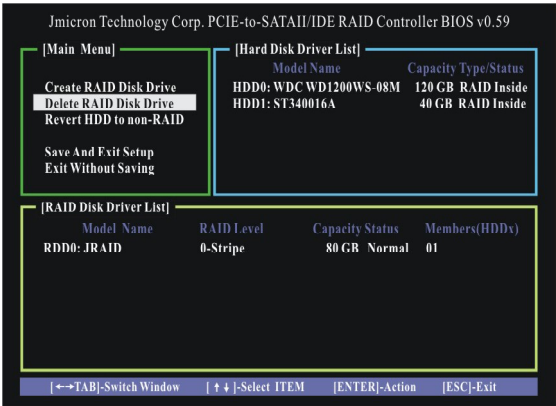 Jmicron Technology Corp. PCIE-to-SATAII/IDE RAID Controller BIOS v0.59
[Main Menu]
Create RAID Disk Drive
Delete RAID Disk Drive
Revert HDD to non-RAID
Save And Exit Setup
Exit Without Saving
[Hard Disk Driver List]
Model Name Capacity Type/Status
HDD0: WDC WD1200WS-08M 120 GB RAID Inside
HDD1: ST340016A 40 GB RAID Inside
[RAID Disk Driver List]
Model Name RAID Level Capacity Status Members(HDDx)
RDD0: JRAID 0-Stripe 80 GB Normal 01
[←→TAB]-Switch Window [↑↓]-Select ITEM [ENTER]-Action [ESC]-Exit